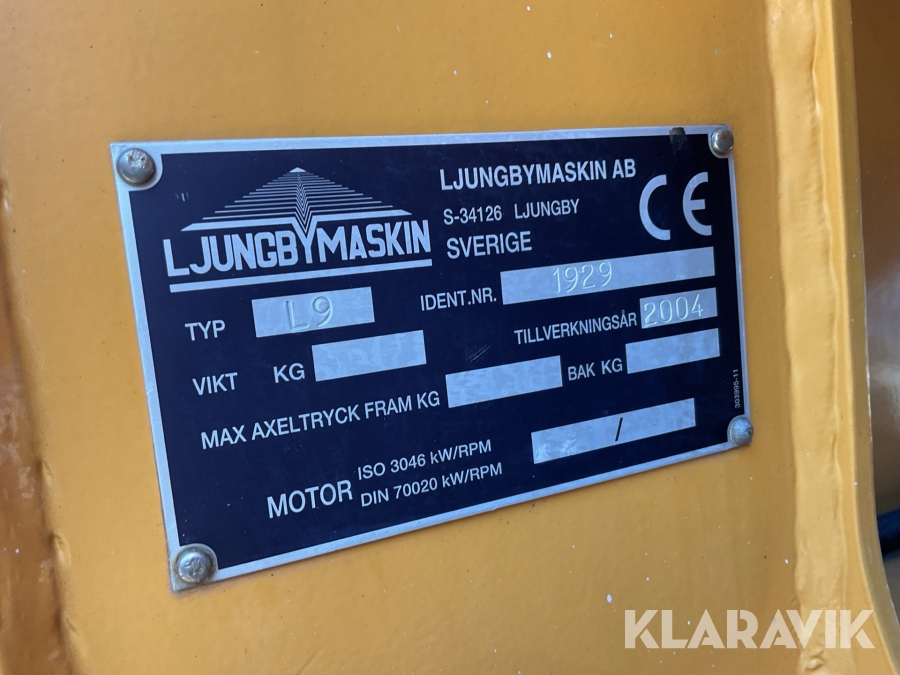 LJUNGBYMASKIN
LJUNGBYMASKIN AB
S-34126 LJUNGBY
SVERIGE
CE
TYP L9
IDENT.NR. 1929
TILLVERKNINGSÅR 2004
VIKT KG
MAX AXELTRYCK FRAM KG
BAK KG
MOTOR
ISO 3046 kW/RPM
DIN 70020 kW/RPM
/
303995-11
KLARAVIK